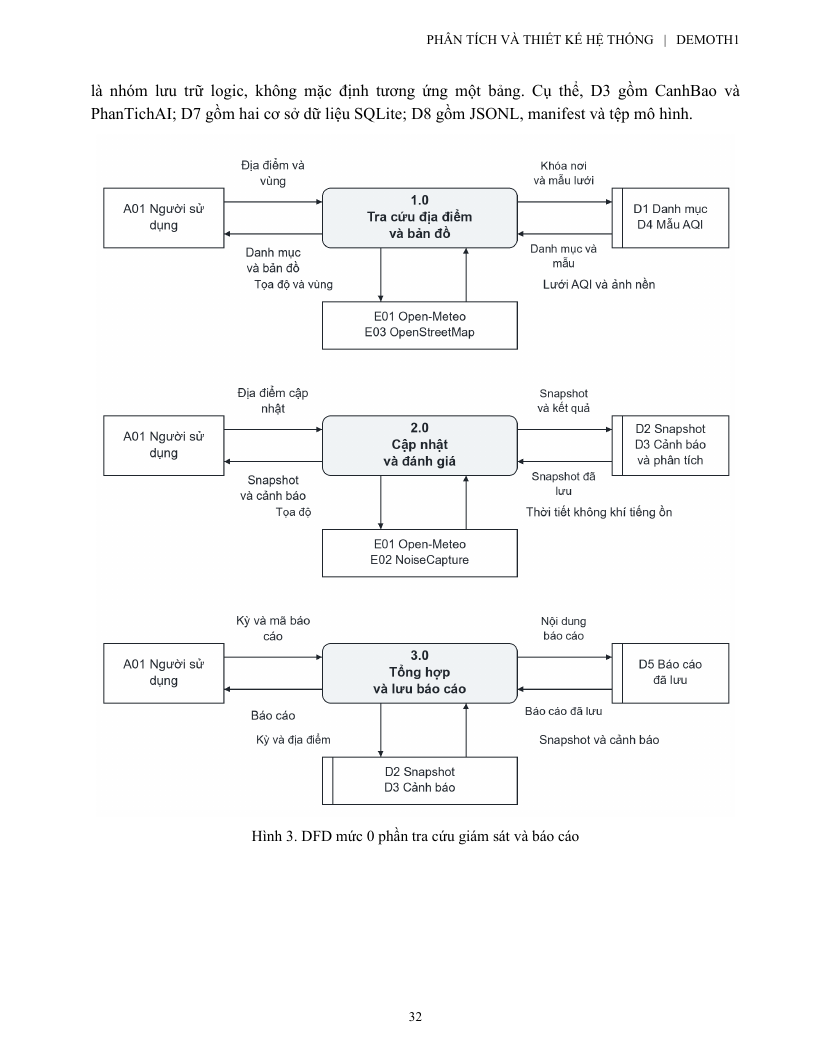 PHÂN TÍCH VÀ THIẾT KẾ HỆ THỐNG | DEMOTH1
là nhóm lưu trữ logic, không mặc định tương ứng một bảng. Cụ thể, D3 gồm CanhBao và
PhanTichAI; D7 gồm hai cơ sở dữ liệu SQLite; D8 gồm JSONL, manifest và tệp mô hình.
Địa điểm và
vùng
Khóa nơi
và mẫu lưới
A01 Người sử
dụng
1.0
Tra cứu địa điểm
và bản đồ
D1 Danh mục
D4 Mẫu AQI
Danh mục
và bản đồ
Danh mục và
mẫu
Tọa độ và vùng
Lưới AQI và ảnh nền
E01 Open-Meteo
E03 OpenStreetMap
Địa điểm cập
nhật
Snapshot
và kết quả
A01 Người sử
dụng
2.0
Cập nhật
và đánh giá
D2 Snapshot
D3 Cảnh báo
và phân tích
Snapshot
và cảnh báo
Snapshot đã
lưu
Tọa độ
Thời tiết không khí tiếng ồn
E01 Open-Meteo
E02 NoiseCapture
Kỳ và mã báo
cáo
Nội dung
báo cáo
A01 Người sử
dụng
3.0
Tổng hợp
và lưu báo cáo
D5 Báo cáo
đã lưu
Báo cáo
Báo cáo đã lưu
Kỳ và địa điểm
Snapshot và cảnh báo
D2 Snapshot
D3 Cảnh báo
Hình 3. DFD mức 0 phần tra cứu giám sát và báo cáo
32